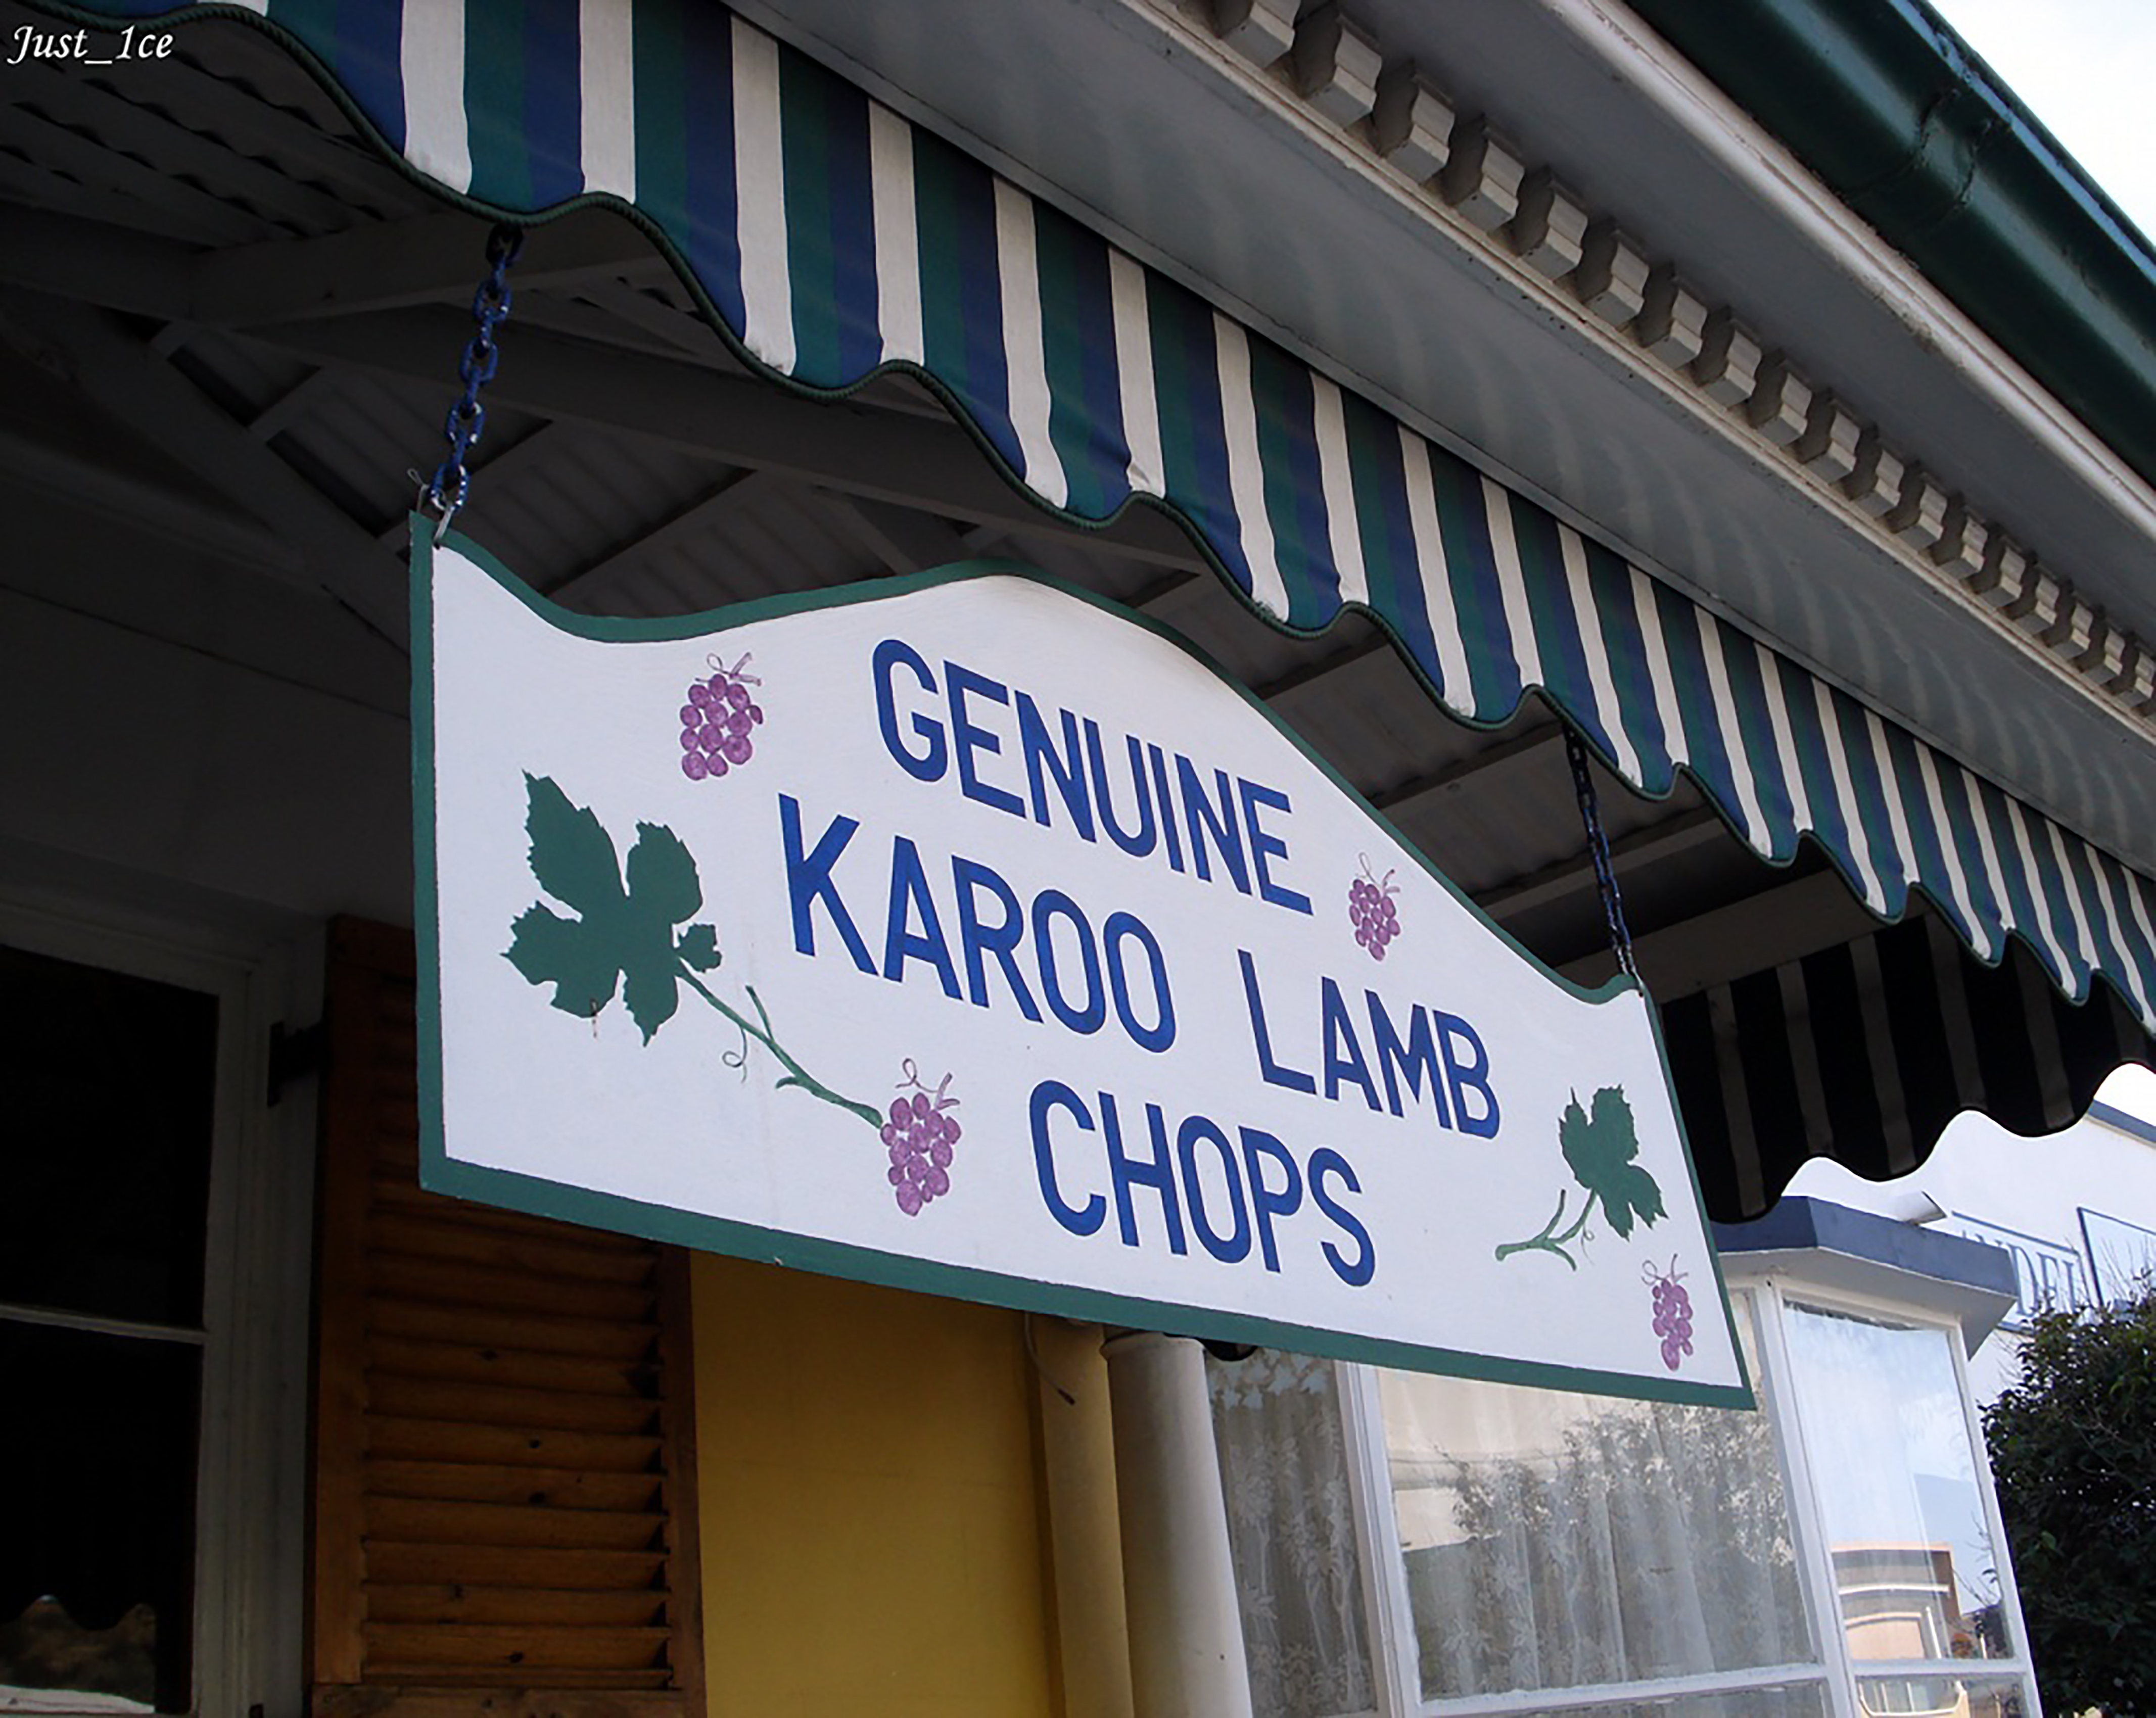 Just_1ce
GENUINE
KAROO LAMB
CHOPS